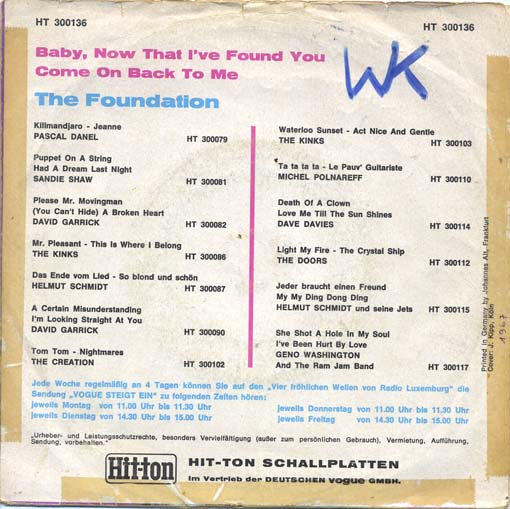 HT 300136
HT 300136
Baby, Now That I've Found You
Come On Back To Me
The Foundation
WK
Kilimandjaro - Jeanne
PASCAL DANEL HT 300079
Puppet On A String
Had A Dream Last Night
SANDIE SHAW HT 300081
Please Mr. Movingman
(You Can't Hide) A Broken Heart
DAVID GARRICK HT 300082
Mr. Pleasant - This Is Where I Belong
THE KINKS HT 300086
Das Ende vom Lied - So blond und schön
HELMUT SCHMIDT HT 300087
A Certain Misunderstanding
I'm Looking Straight At You
DAVID GARRICK HT 300090
Tom Tom - Nightmares
THE CREATION HT 300102
Waterloo Sunset - Act Nice And Gentle
THE KINKS HT 300103
Ta ta ta ta - Le Pauv' Guitariste
MICHEL POLNAREFF HT 300110
Death Of A Clown
Love Me Till The Sun Shines
DAVE DAVIES HT 300114
Light My Fire - The Crystal Ship
THE DOORS HT 300112
Jeder braucht einen Freund
My My Ding Dong Ding
HELMUT SCHMIDT und seine Jets HT 300115
She Shot A Hole In My Soul
I've Been Hurt By Love
GENO WASHINGTON
And The Ram Jam Band HT 300117
Printed in Germany by Johannes Alt, Frankfurt
Cover: J. Kipp, Köln
1967
Jede Woche regelmäßig an 4 Tagen können Sie auf den „Vier fröhlichen Wellen von Radio Luxemburg" die
Sendung „VOGUE STEIGT EIN" zu folgenden Zeiten hören:
jeweils Montag von 11.00 Uhr bis 11.30 Uhr
jeweils Dienstag von 14.30 Uhr bis 15.00 Uhr
jeweils Donnerstag von 11.00 Uhr bis 11.30 Uhr
jeweils Freitag von 14.30 Uhr bis 15.00 Uhr
„Urheber- und Leistungsschutzrechte, besonders Vervielfältigung (außer zum persönlichen Gebrauch), Vermietung, Aufführung,
Sendung, vorbehalten."
Hit-ton
HIT-TON SCHALLPLATTEN
Im Vertrieb der DEUTSCHEN vogue GMBH.